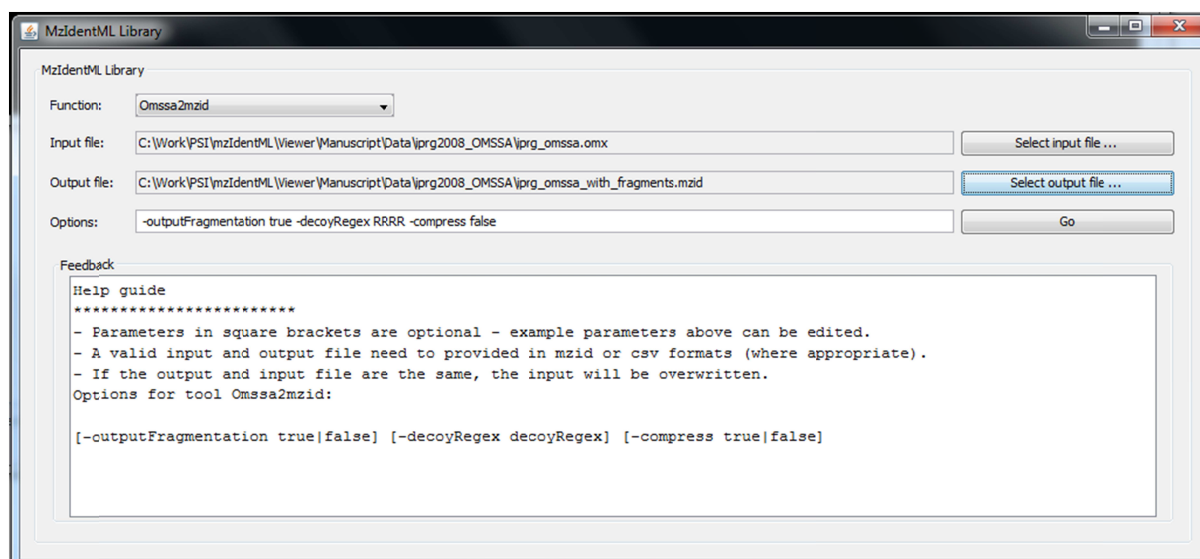 MzIdentML Library
MzIdentML Library
Function: Omssa2mzid
Input file: C:\Work\PSI\mzIdentML\Viewer\Manuscript\Data\iprg2008_OMSSA\iprg_omssa.omx Select input file ...
Output file: C:\Work\PSI\mzIdentML\Viewer\Manuscript\Data\iprg2008_OMSSA\iprg_omssa_with_fragments.mzid Select output file ...
Options: -outputFragmentation true -decoyRegex RRRR -compress false Go
Feedback
Help guide
************************
- Parameters in square brackets are optional - example parameters above can be edited.
- A valid input and output file need to provided in mzid or csv formats (where appropriate).
- If the output and input file are the same, the input will be overwritten.
Options for tool Omssa2mzid:
[-outputFragmentation true|false] [-decoyRegex decoyRegex] [-compress true|false]